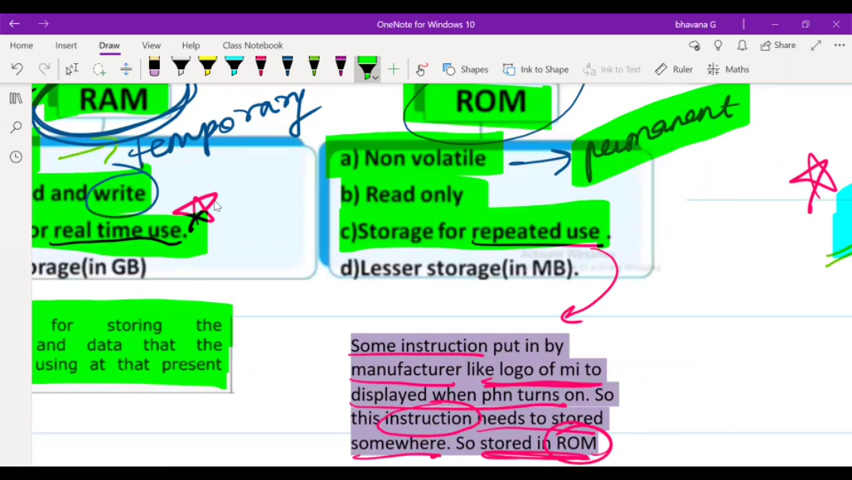 OneNote for Windows 10
bhavana G
Home Insert Draw View Help Class Notebook
Share
Shapes Ink to Shape Ink to Text Ruler Maths
RAM
temporary
d and write
or real time use.
orage(in GB)
for storing the
and data that the
using at that present
ROM
permanent
a) Non volatile
b) Read only
c)Storage for repeated use .
d)Lesser storage(in MB).
Some instruction put in by
manufacturer like logo of mi to
displayed when phn turns on. So
this instruction needs to stored
somewhere. So stored in ROM